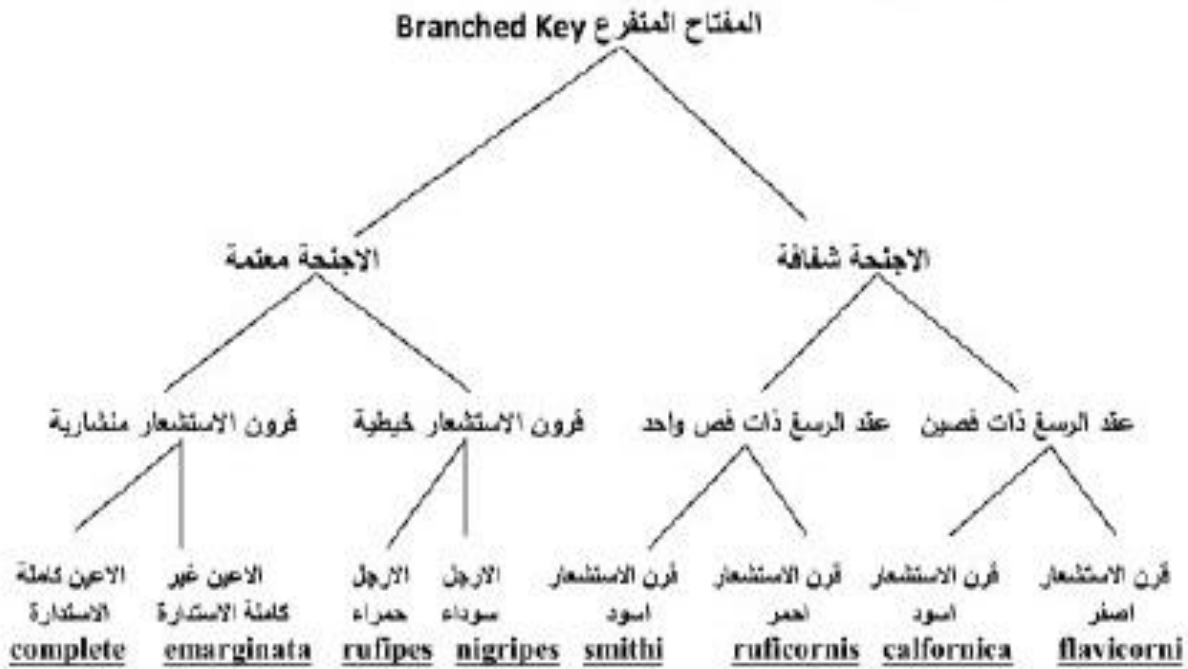 المفتاح المتفرع Branched Key
الاجنحة شفافة
الاجنحة معتمة
عقد الرسغ ذات فصين
عقد الرسغ ذات فص واحد
قرون الاستشعار خيطية
قرون الاستشعار منشارية
قرن الاستشعار
اصفر
flavicorni
قرن الاستشعار
اسود
calfornica
قرن الاستشعار
احمر
ruficornis
قرن الاستشعار
اسود
smithi
الارجل
سوداء
nigripes
الارجل
حمراء
rufipes
الاعين غير
كاملة الاستدارة
emarginata
الاعين كاملة
الاستدارة
complete